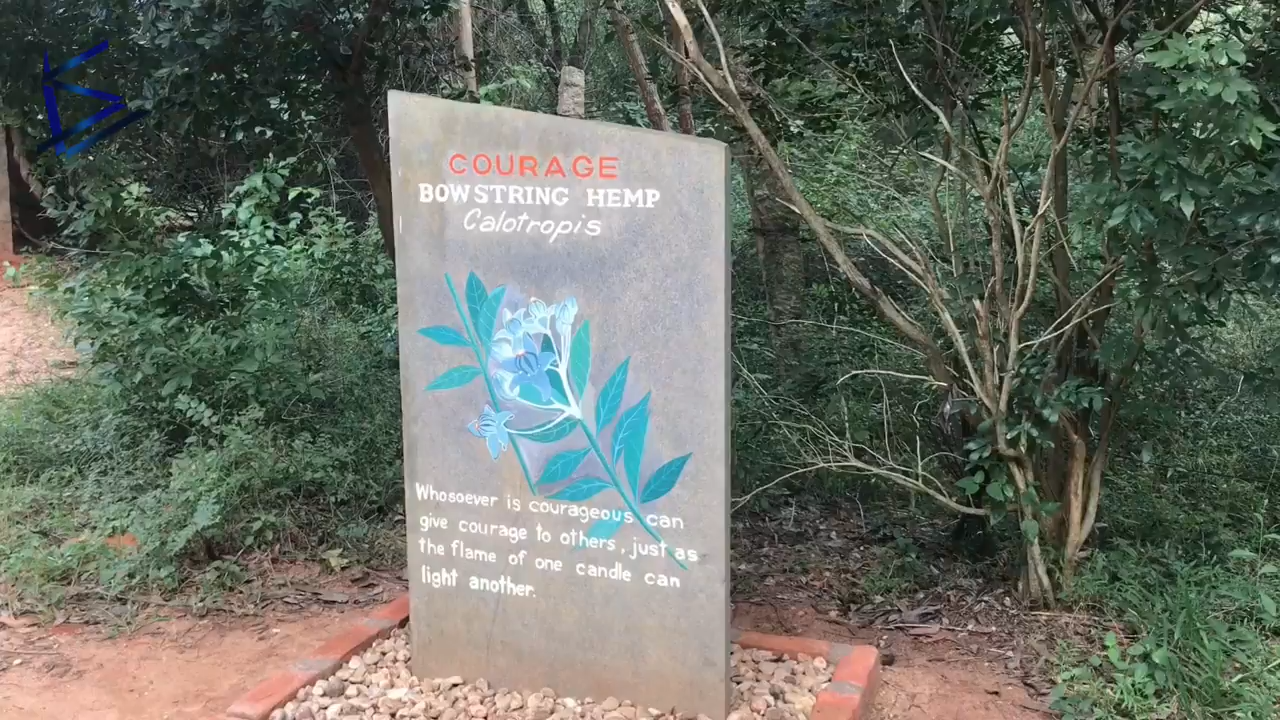 COURAGE
BOWSTRING HEMP
Calotropis
Whosoever is courageous can
give courage to others, just as
the flame of one candle can
light another.